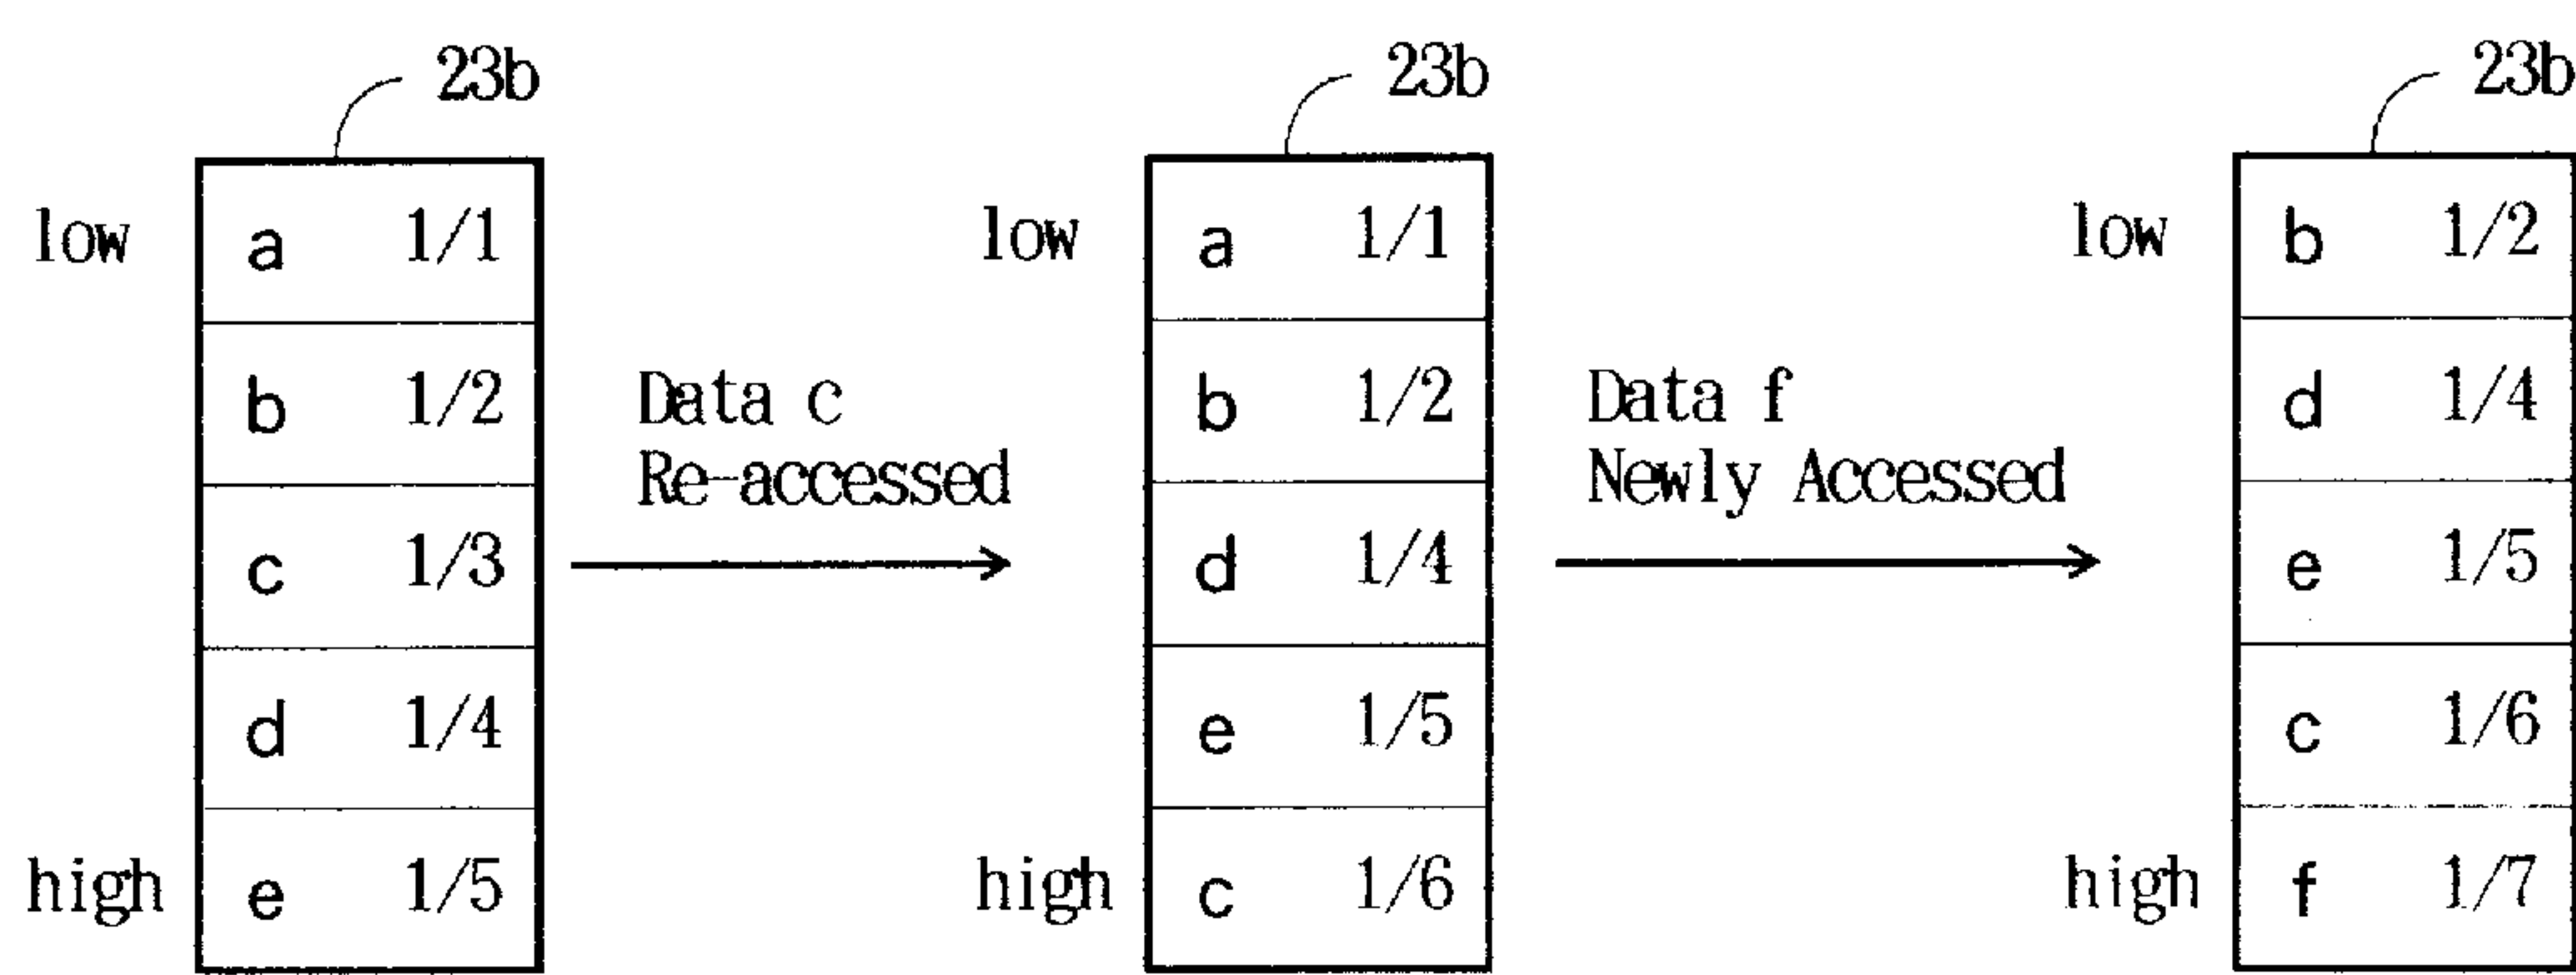 23b
low
a 1/1
b 1/2
c 1/3
d 1/4
high
e 1/5
Data c
Re-accessed
23b
low
a 1/1
b 1/2
d 1/4
e 1/5
high
c 1/6
Data f
Newly Accessed
23b
low
b 1/2
d 1/4
e 1/5
c 1/6
high
f 1/7